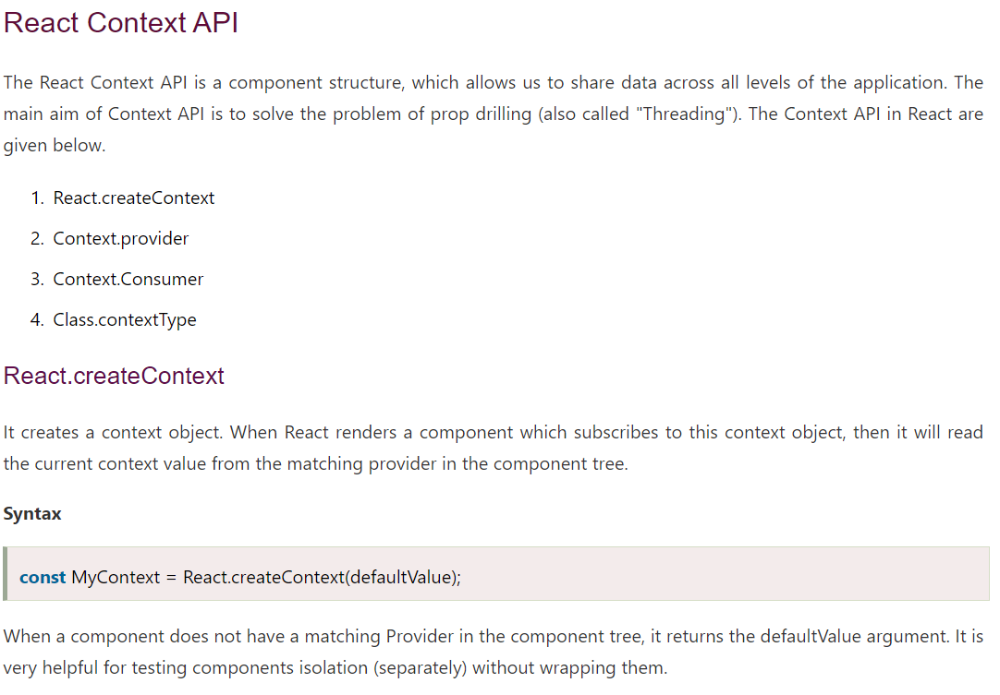 React Context API
The React Context API is a component structure, which allows us to share data across all levels of the application. The
main aim of Context API is to solve the problem of prop drilling (also called "Threading"). The Context API in React are
given below.
1. React.createContext
2. Context.provider
3. Context.Consumer
4. Class.contextType
React.createContext
It creates a context object. When React renders a component which subscribes to this context object, then it will read
the current context value from the matching provider in the component tree.
Syntax
const MyContext = React.createContext(defaultValue);
When a component does not have a matching Provider in the component tree, it returns the defaultValue argument. It is
very helpful for testing components isolation (separately) without wrapping them.